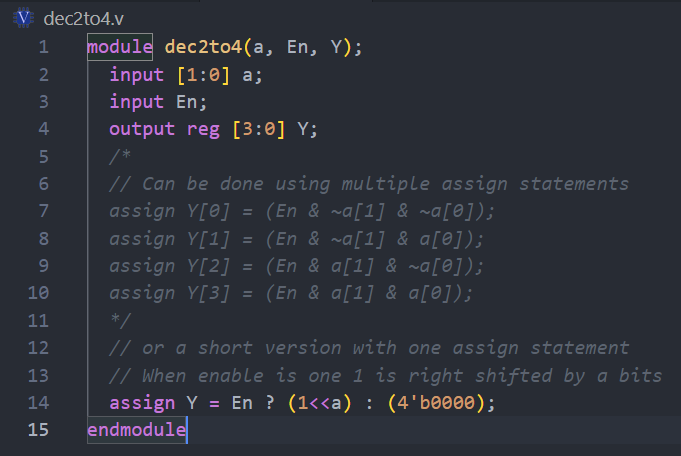 dec2to4.v
1 module dec2to4(a, En, Y);
2 input [1:0] a;
3 input En;
4 output reg [3:0] Y;
5 /*
6 // Can be done using multiple assign statements
7 assign Y[0] = (En & ~a[1] & ~a[0]);
8 assign Y[1] = (En & ~a[1] & a[0]);
9 assign Y[2] = (En & a[1] & ~a[0]);
10 assign Y[3] = (En & a[1] & a[0]);
11 */
12 // or a short version with one assign statement
13 // When enable is one 1 is right shifted by a bits
14 assign Y = En ? (1<<a) : (4'b0000);
15 endmodule